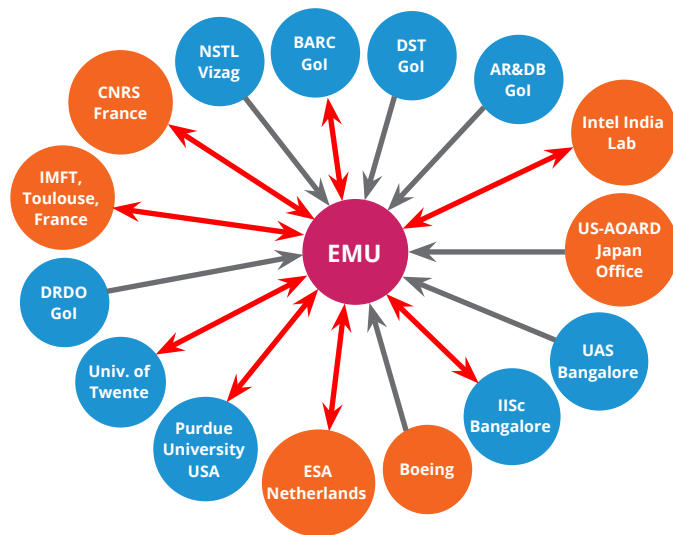 NSTL
Vizag
BARC
GoI
DST
GoI
AR&DB
GoI
CNRS
France
Intel India
Lab
IMFT,
Toulouse,
France
US-AOARD
Japan
Office
EMU
DRDO
GoI
UAS
Bangalore
Univ. of
Twente
IISc
Bangalore
Purdue
University
USA
ESA
Netherlands
Boeing